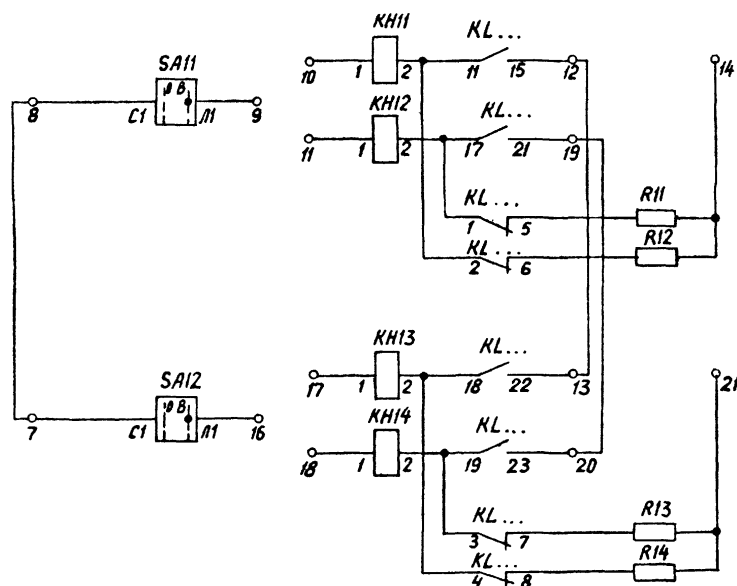 KH11 KL...
10 1 2 11 15 12 14
SA11
0 B
8 C1 Л1 9
KH12 KL...
11 1 2 17 21 19
KL... R11
1 5
KL... R12
2 6
KH13 KL...
17 1 2 18 22 13 21
SA12
0 B
7 C1 Л1 16
KH14 KL...
18 1 2 19 23 20
KL... R13
3 7
KL... R14
4 8